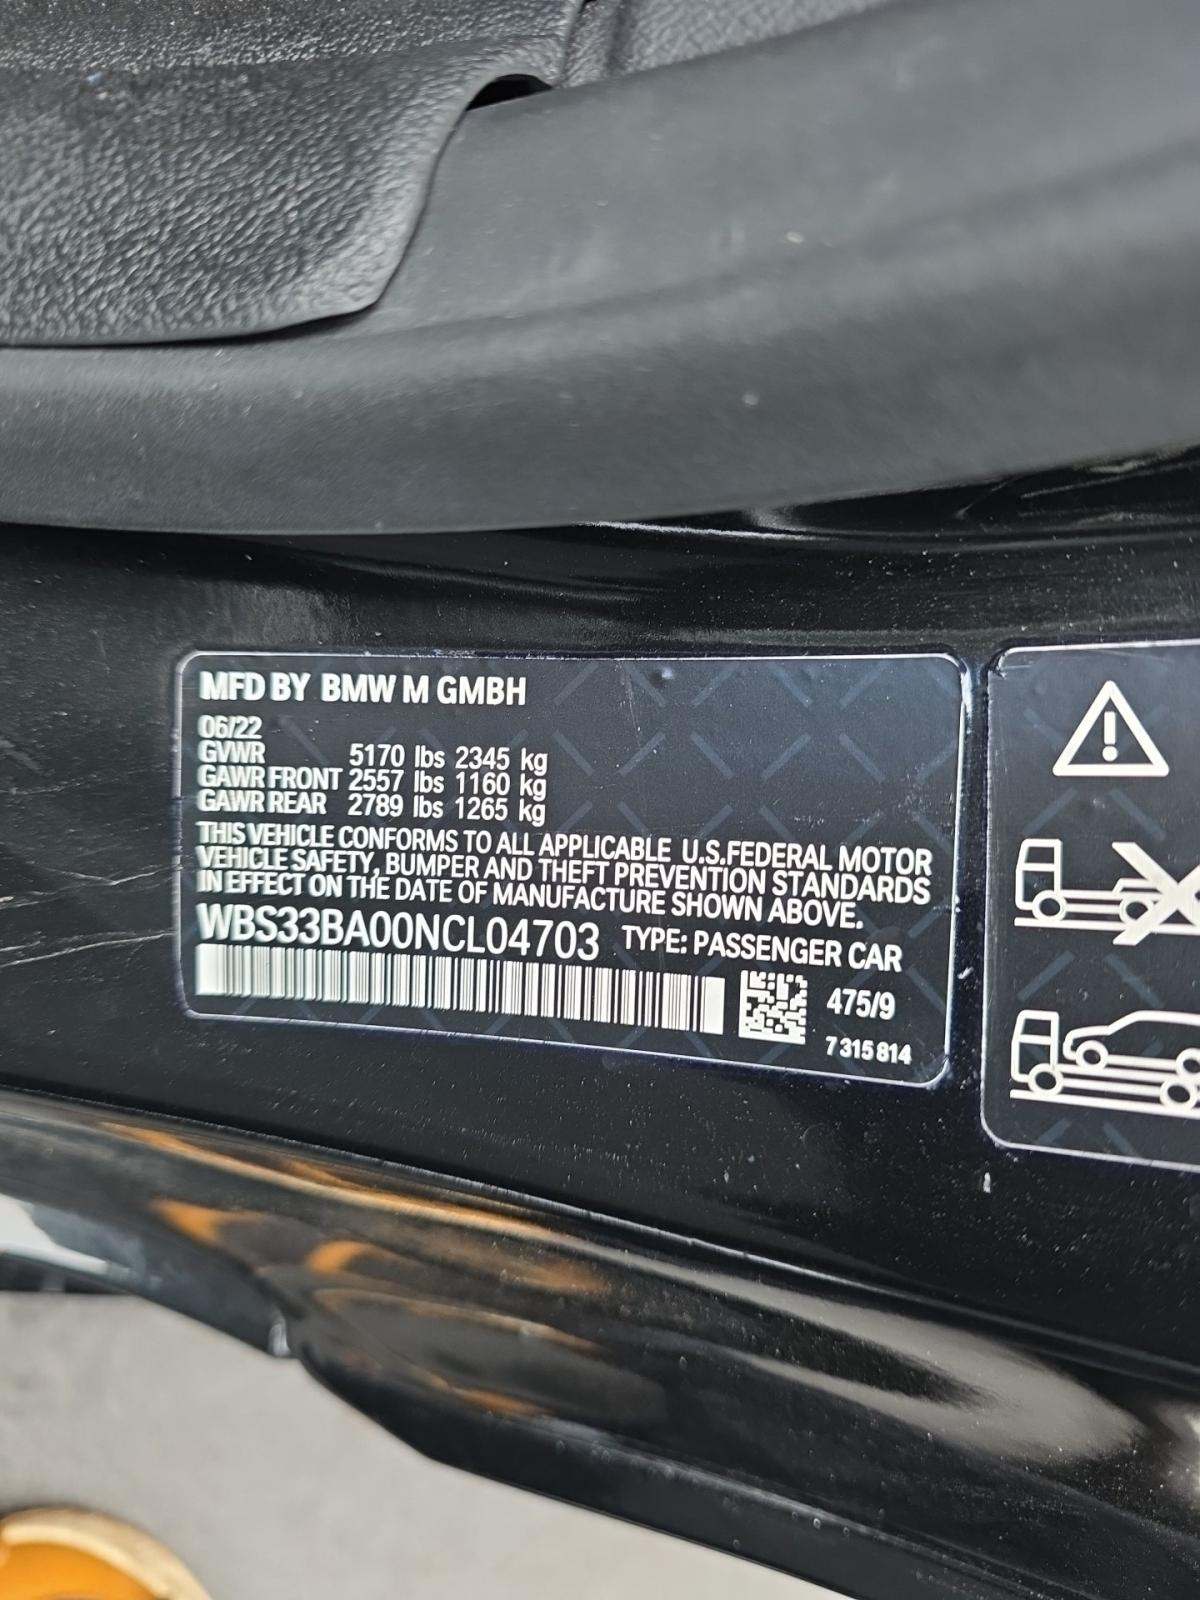 MFD BY BMW M GMBH
06/22
GVWR 5170 lbs 2345 kg
GAWR FRONT 2557 lbs 1160 kg
GAWR REAR 2789 lbs 1265 kg
THIS VEHICLE CONFORMS TO ALL APPLICABLE U.S.FEDERAL MOTOR
VEHICLE SAFETY, BUMPER AND THEFT PREVENTION STANDARDS
IN EFFECT ON THE DATE OF MANUFACTURE SHOWN ABOVE.
WBS33BA00NCL04703 TYPE: PASSENGER CAR
475/9
7 315 814